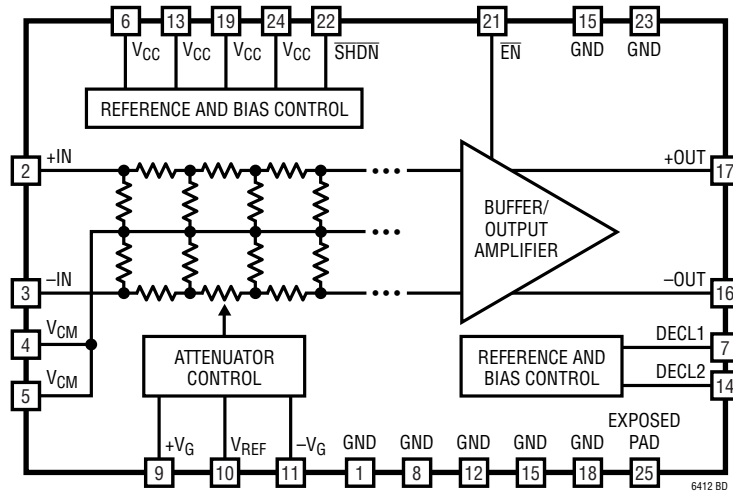 6 13 19 24 22 21 15 23
VCC VCC VCC VCC SHDN EN GND GND
REFERENCE AND BIAS CONTROL
2 +IN +OUT 17
BUFFER/
OUTPUT
AMPLIFIER
3 –IN –OUT 16
4 VCM
5 VCM
ATTENUATOR
CONTROL
REFERENCE AND
BIAS CONTROL
DECL1 7
DECL2 14
+VG VREF –VG GND GND GND GND GND EXPOSED
PAD
9 10 11 1 8 12 15 18 25
6412 BD